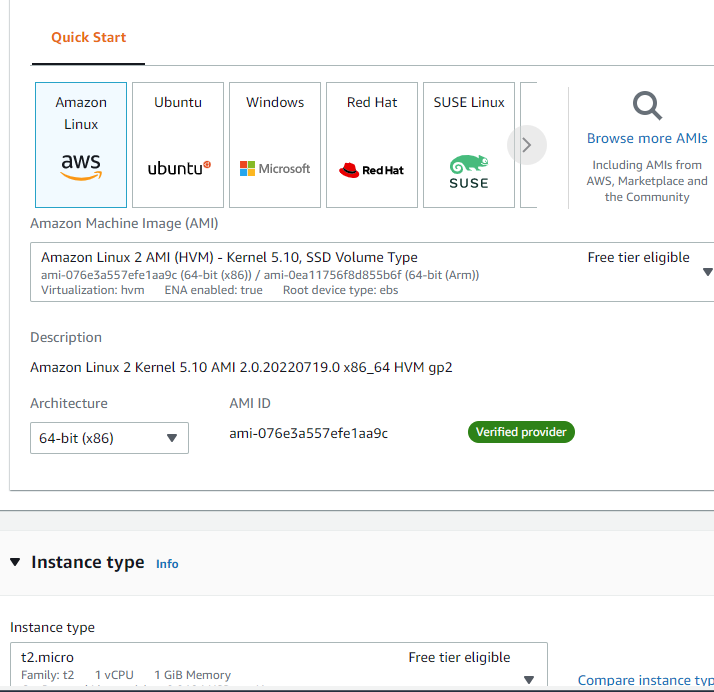 Quick Start
Amazon Linux
aws
Ubuntu
ubuntu
Windows
Microsoft
Red Hat
Red Hat
SUSE Linux
SUSE
Browse more AMIs
Including AMIs from
AWS, Marketplace and
the Community
Amazon Machine Image (AMI)
Amazon Linux 2 AMI (HVM) - Kernel 5.10, SSD Volume Type Free tier eligible
ami-076e3a557efe1aa9c (64-bit (x86)) / ami-0ea11756f8d855b6f (64-bit (Arm))
Virtualization: hvm ENA enabled: true Root device type: ebs
Description
Amazon Linux 2 Kernel 5.10 AMI 2.0.20220719.0 x86_64 HVM gp2
Architecture AMI ID
64-bit (x86) ami-076e3a557efe1aa9c Verified provider
Instance type Info
Instance type
t2.micro Free tier eligible
Family: t2 1 vCPU 1 GiB Memory
Compare instance typ